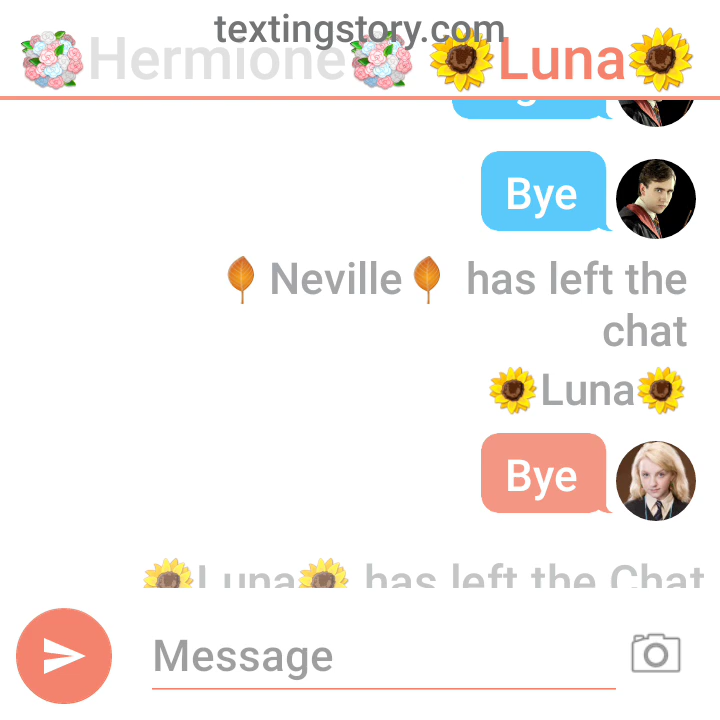 textingstory.com
Hermione Luna
Bye
Neville has left the
chat
Luna
Bye
Luna has left the Chat
Message